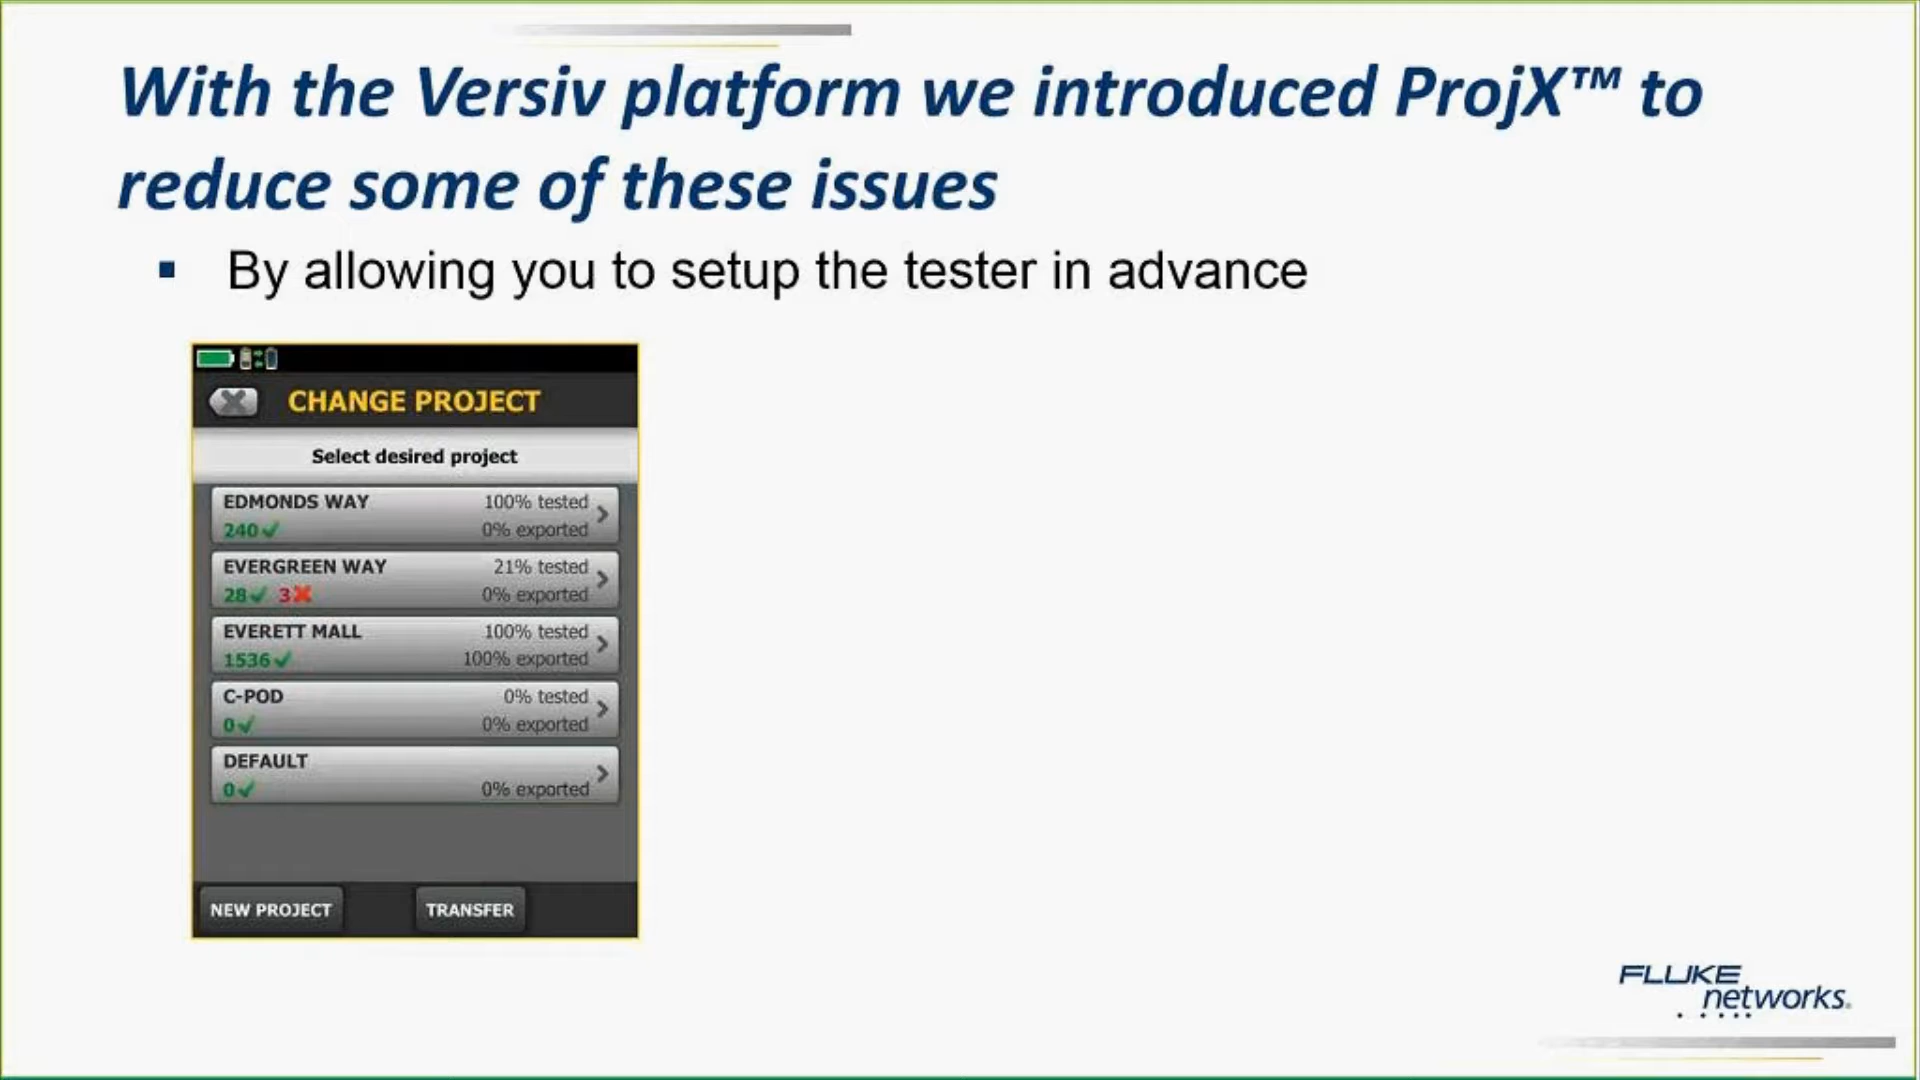 With the Versiv platform we introduced ProjX™ to
reduce some of these issues
▪ By allowing you to setup the tester in advance
CHANGE PROJECT
Select desired project
EDMONDS WAY 100% tested
240✓ 0% exported
EVERGREEN WAY 21% tested
28✓ 3✖ 0% exported
EVERETT MALL 100% tested
1536✓ 100% exported
C-POD 0% tested
0✓ 0% exported
DEFAULT
0✓ 0% exported
NEW PROJECT TRANSFER
FLUKE
networks®